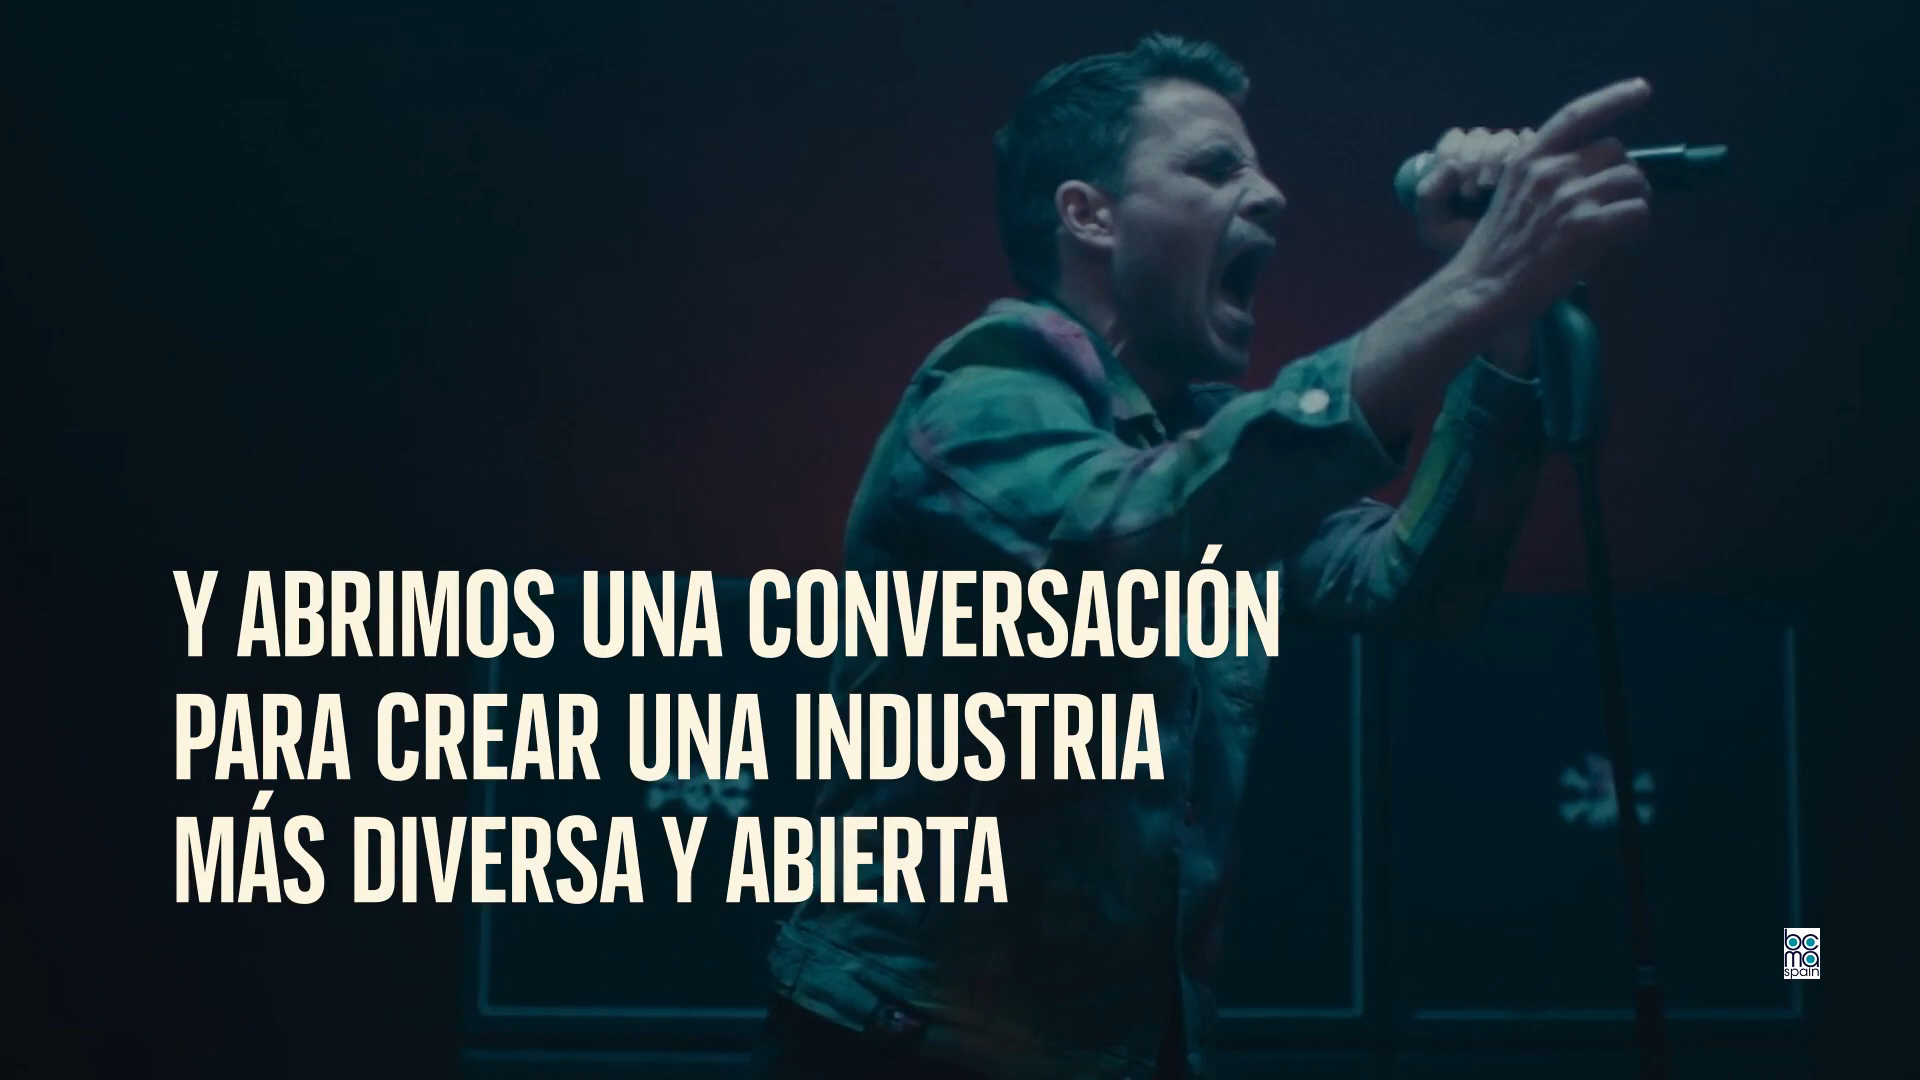 Y ABRIMOS UNA CONVERSACIÓN
PARA CREAR UNA INDUSTRIA
MÁS DIVERSA Y ABIERTA
bc
ma
spain